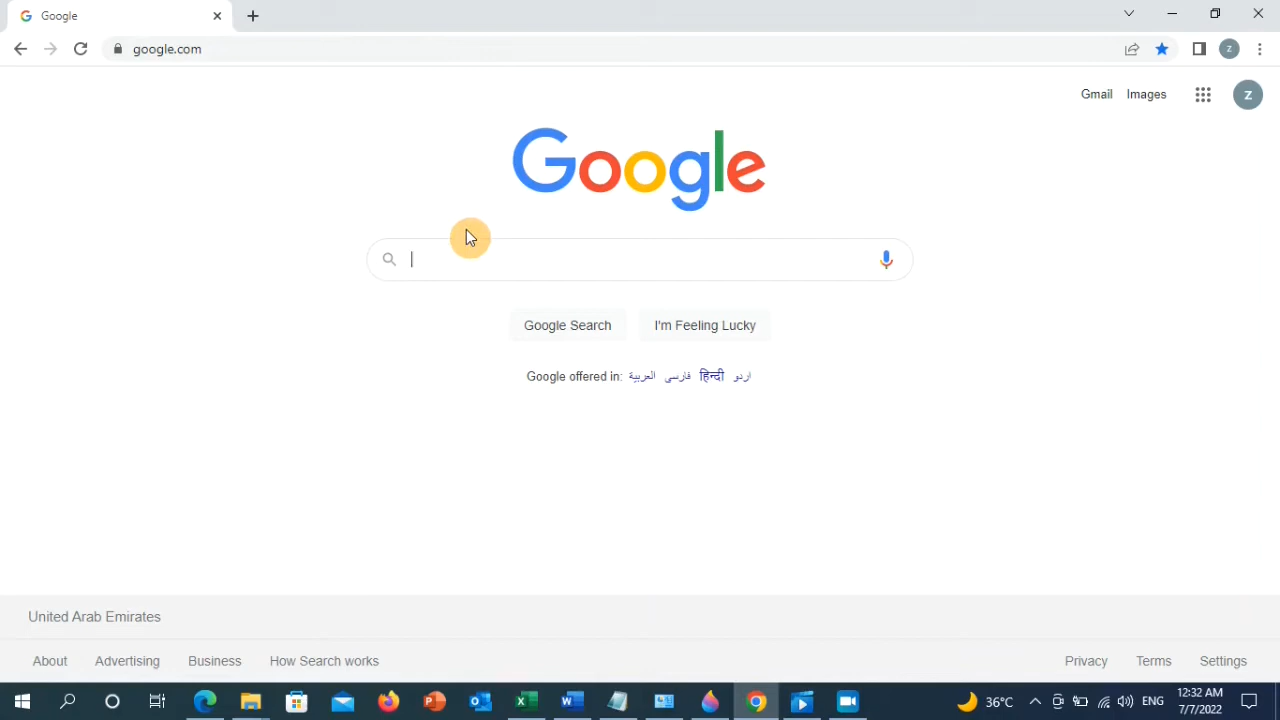 Google
google.com
z
Gmail
Images
z
Google
Google Search
I'm Feeling Lucky
Google offered in: العربية فارسی हिन्दी اردو
United Arab Emirates
About
Advertising
Business
How Search works
Privacy
Terms
Settings
36°C
ENG
12:32 AM
7/7/2022